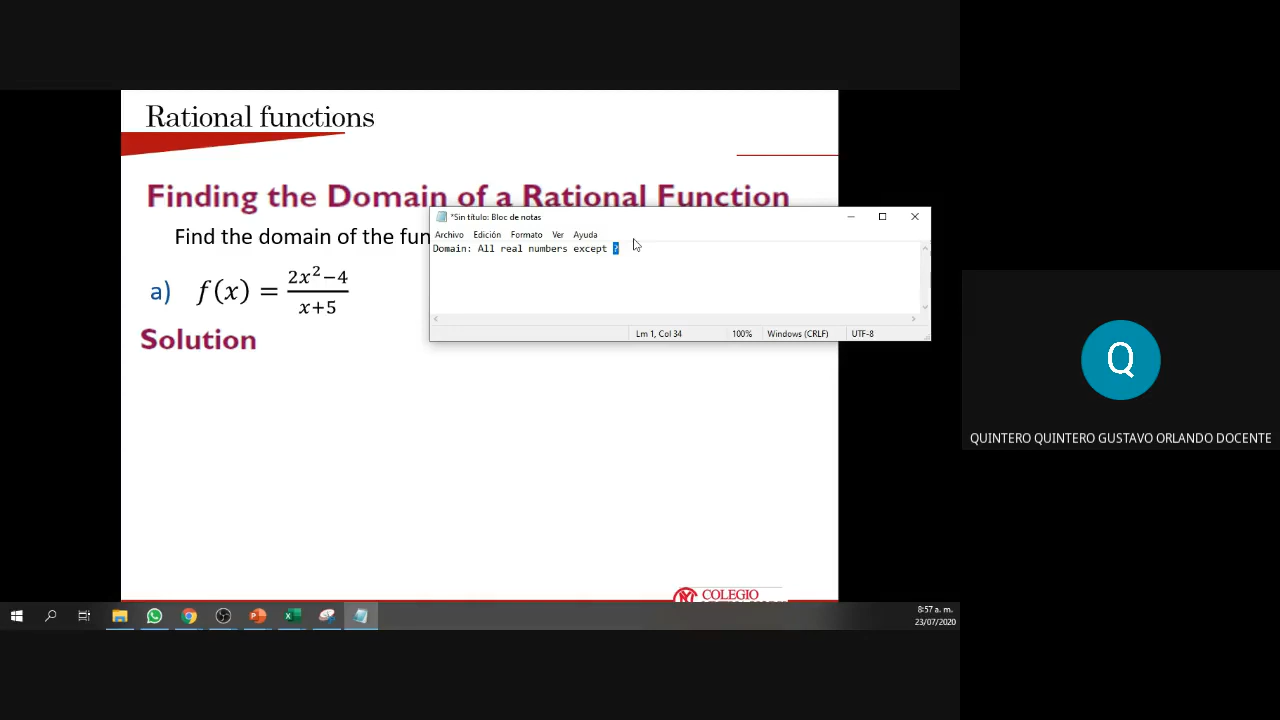 Rational functions
Finding the Domain of a Rational Function
Find the domain of the fun
*Sin título: Bloc de notas
Archivo Edición Formato Ver Ayuda
Domain: All real numbers except ?
a) f(x) = (2x²−4)/(x+5)
Lm 1, Col 34 100% Windows (CRLF) UTF-8
Solution
Q
QUINTERO QUINTERO GUSTAVO ORLANDO DOCENTE
COLEGIO
8:57 a. m.
23/07/2020